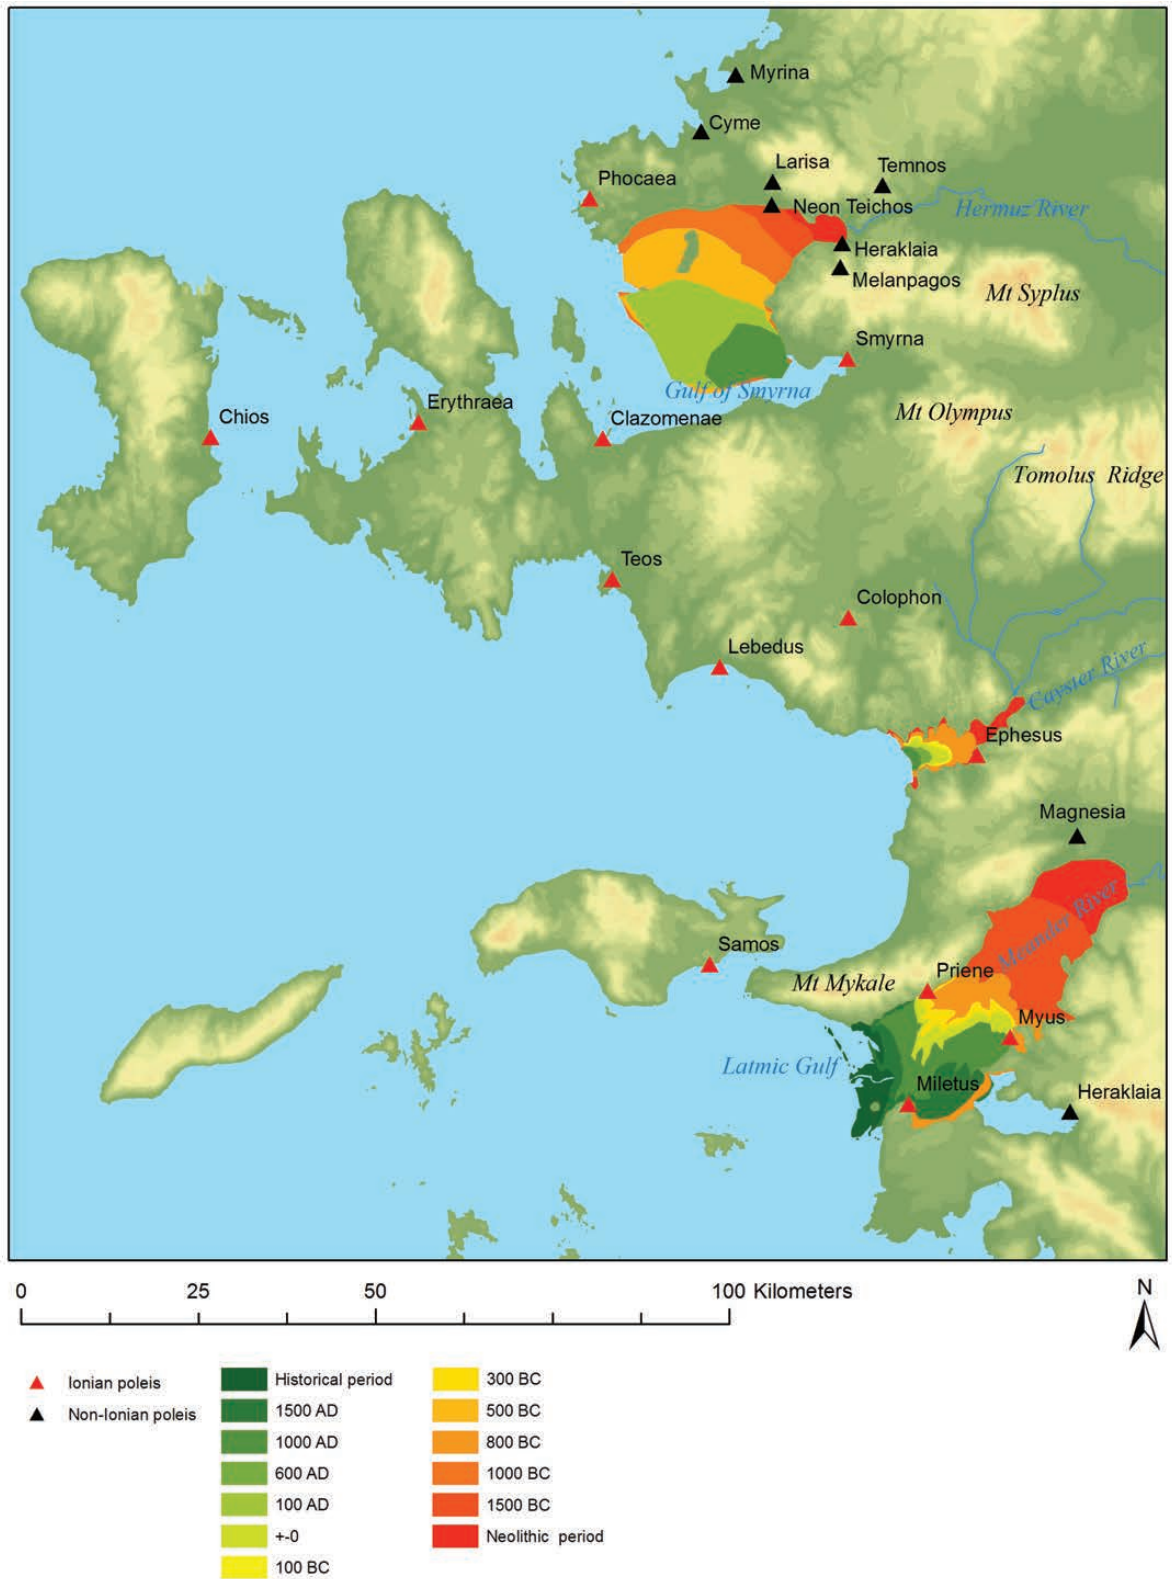 Myrina
Cyme
Larisa
Temnos
Phocaea
Neon Teichos
Hermuz River
Heraklaia
Melanpagos
Mt Syplus
Smyrna
Gulf of Smyrna
Mt Olympus
Erythraea
Chios
Clazomenae
Tomolus Ridge
Teos
Colophon
Lebedus
Cayster River
Ephesus
Magnesia
Meander River
Samos
Priene
Mt Mykale
Myus
Latmic Gulf
Miletus
Heraklaia
0 25 50 100 Kilometers
N
Ionian poleis
Non-Ionian poleis
Historical period
1500 AD
1000 AD
600 AD
100 AD
+-0
100 BC
300 BC
500 BC
800 BC
1000 BC
1500 BC
Neolithic period